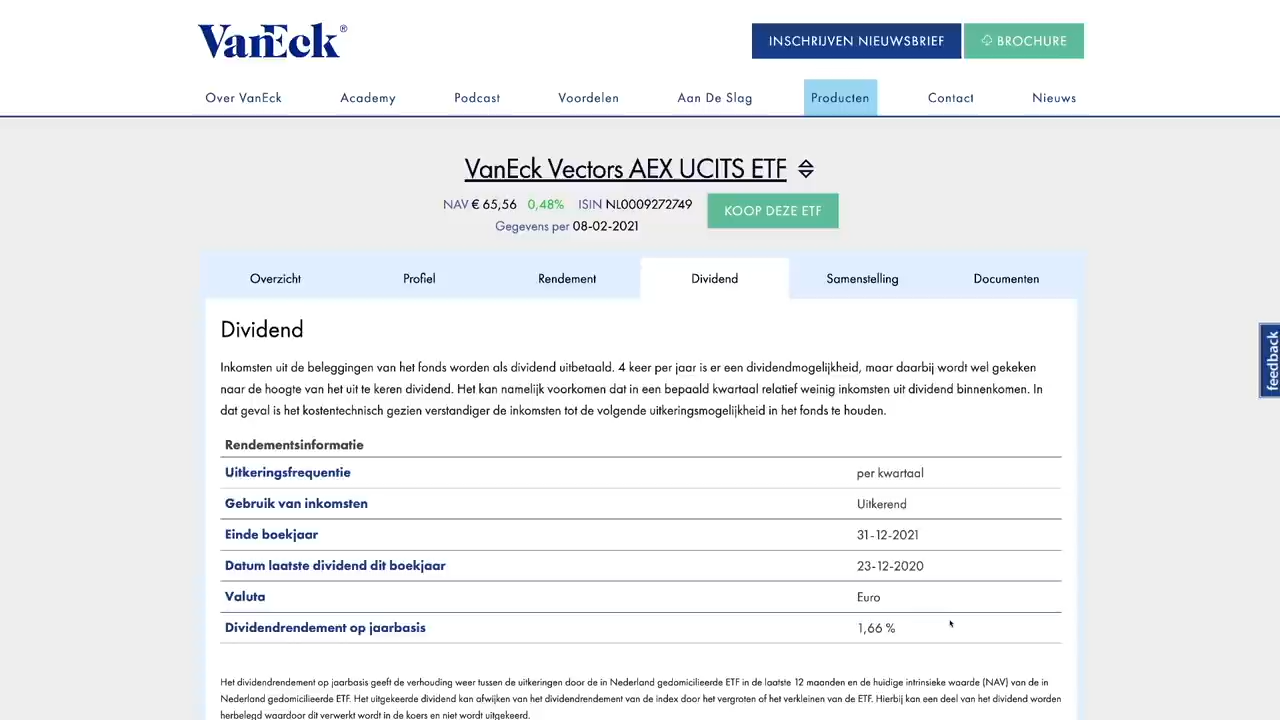 VanEck®
INSCHRIJVEN NIEUWSBRIEF
BROCHURE
Over VanEck Academy Podcast Voordelen Aan De Slag Producten Contact Nieuws
VanEck Vectors AEX UCITS ETF
NAV € 65,56 0,48% ISIN NL0009272749
Gegevens per 08-02-2021
KOOP DEZE ETF
Overzicht Profiel Rendement Dividend Samenstelling Documenten
feedback
Dividend
Inkomsten uit de beleggingen van het fonds worden als dividend uitbetaald. 4 keer per jaar is er een dividendmogelijkheid, maar daarbij wordt wel gekeken
naar de hoogte van het uit te keren dividend. Het kan namelijk voorkomen dat in een bepaald kwartaal relatief weinig inkomsten uit dividend binnenkomen. In
dat geval is het kostentechnisch gezien verstandiger de inkomsten tot de volgende uitkeringsmogelijkheid in het fonds te houden.
Rendementsinformatie
Uitkeringsfrequentie per kwartaal
Gebruik van inkomsten Uitkerend
Einde boekjaar 31-12-2021
Datum laatste dividend dit boekjaar 23-12-2020
Valuta Euro
Dividendrendement op jaarbasis 1,66 %
Het dividendrendement op jaarbasis geeft de verhouding weer tussen de uitkeringen door de in Nederland gedomicilieerde ETF in de laatste 12 maanden en de huidige intrinsieke waarde (NAV) van de in
Nederland gedomicilieerde ETF. Het uitgekeerde dividend kan afwijken van het dividendrendement van de index door het vergroten of het verkleinen van de ETF. Hierbij kan een deel van het dividend worden
herbelegd waardoor dit verwerkt wordt in de koers en niet wordt uitgekeerd.